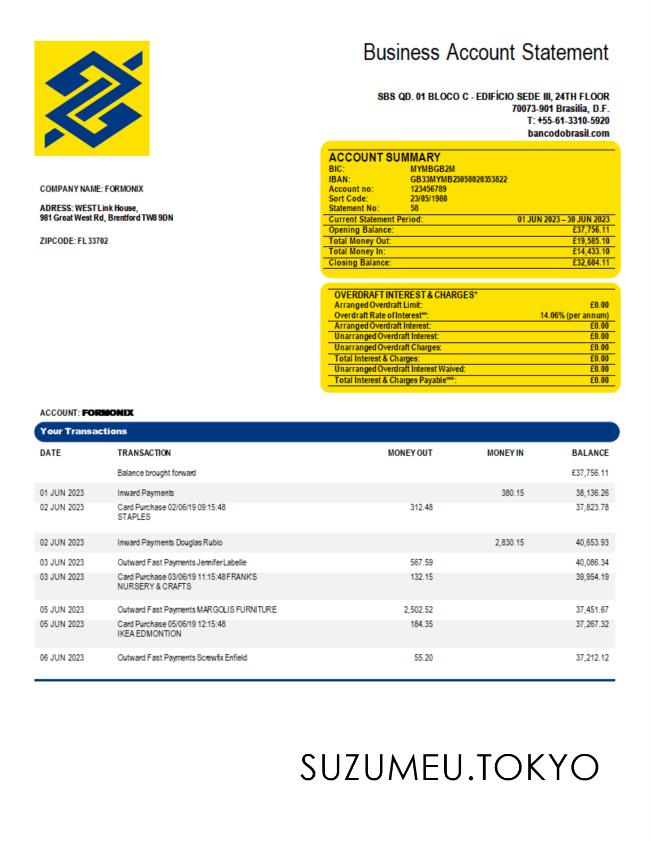 Business Account Statement
SBS QD. 01 BLOCO C - EDIFÍCIO SEDE III, 24TH FLOOR
70073-901 Brasilia, D.F.
T: +55-61-3310-5920
bancodobrasil.com
COMPANY NAME: FORMONIX
ADRESS: WEST Link House,
981 Great West Rd, Brentford TW8 9DN
ZIPCODE: FL 33702
ACCOUNT SUMMARY
BIC: MYMBGB2M
IBAN: GB33MYMB23058020353822
Account no: 123456789
Sort Code: 23/05/1980
Statement No: 58
Current Statement Period: 01 JUN 2023 – 30 JUN 2023
Opening Balance: £37,756.11
Total Money Out: £19,585.10
Total Money In: £14,433.10
Closing Balance: £32,604.11
OVERDRAFT INTEREST & CHARGES*
Arranged Overdraft Limit: £0.00
Overdraft Rate of Interest**: 14.06% (per annum)
Arranged Overdraft Interest: £0.00
Unarranged Overdraft Interest: £0.00
Unarranged Overdraft Charges: £0.00
Total Interest & Charges: £0.00
Unarranged Overdraft Interest Waived: £0.00
Total Interest & Charges Payable***: £0.00
ACCOUNT: FORMONIX
Your Transactions
DATE TRANSACTION MONEY OUT MONEY IN BALANCE
Balance brought forward £37,756.11
01 JUN 2023 Inward Payments 380.15 38,136.26
02 JUN 2023 Card Purchase 02/06/19 09:15:48 312.48 37,823.78
STAPLES
02 JUN 2023 Inward Payments Douglas Rubio 2,830.15 40,653.93
03 JUN 2023 Outward Fast Payments Jennifer Labelle 567.59 40,086.34
03 JUN 2023 Card Purchase 03/06/19 11:15:48 FRANK'S 132.15 39,954.19
NURSERY & CRAFTS
05 JUN 2023 Outward Fast Payments MARGOLIS FURNITURE 2,502.52 37,451.67
05 JUN 2023 Card Purchase 05/06/19 12:15:48 184.35 37,267.32
IKEA EDMONTION
06 JUN 2023 Outward Fast Payments Screwfix Enfield 55.20 37,212.12
SUZUMEU.TOKYO